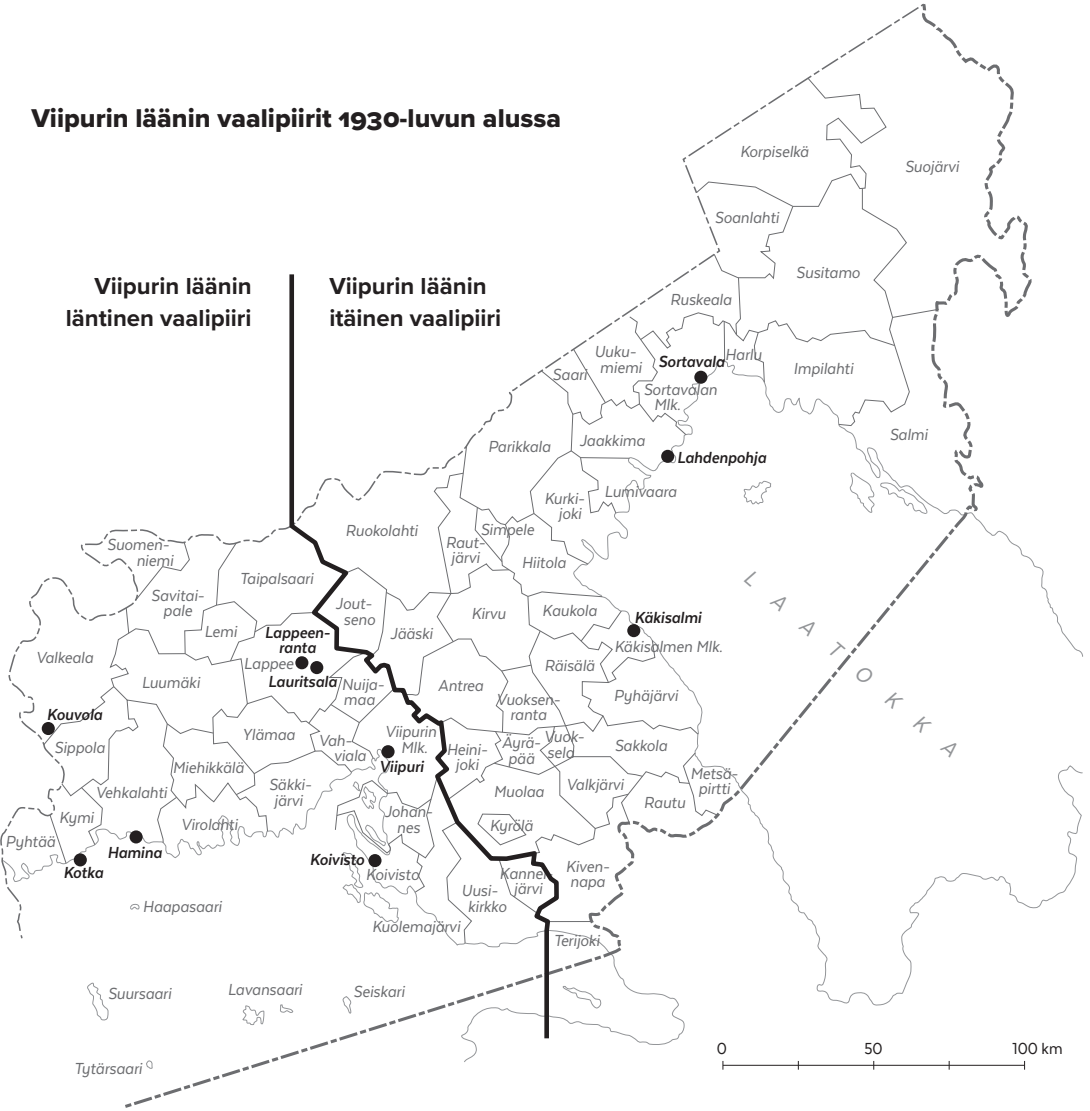 Viipurin läänin vaalipiirit 1930-luvun alussa
Viipurin läänin
läntinen vaalipiiri
Viipurin läänin
itäinen vaalipiiri
Korpiselkä
Suojärvi
Soanlahti
Susitamo
Ruskeala
Harlu
Impilahti
Uuku-
niemi
Saari
Sortavala
Sortavalan
Mlk.
Salmi
Parikkala
Jaakkima
Lahdenpohja
Lumivaara
Kurki-
joki
Ruokolahti
Raut-
järvi
Simpele
Hiitola
Suomen-
niemi
Savitai-
pale
Taipalsaari
Lemi
Jout-
seno
Jääski
Kirvu
Kaukola
Käkisalmi
Käkisalmen Mlk.
Valkeala
Luumäki
Lappeen-
ranta
Lappee
Lauritsala
Nuija-
maa
Antrea
Räisälä
Vuoksen-
ranta
Pyhäjärvi
Kouvola
Sippola
Ylämaa
Vah-
viala
Viipurin
Mlk.
Viipuri
Heini-
joki
Äyrä-
pää
Vuok-
sela
Sakkola
Metsä-
pirtti
Miehikkälä
Säkki-
järvi
Vehkalahti
Virolahti
Kymi
Pyhtää
Hamina
Kotka
Johan-
nes
Koivisto
Koivisto
Muolaa
Kyrölä
Valkjärvi
Rautu
Kuolemajärvi
Uusi-
kirkko
Kannel-
järvi
Kiven-
napa
Terijoki
Haapasaari
Suursaari
Lavansaari
Seiskari
Tytärsaari
LATOKKA
0 50 100 km